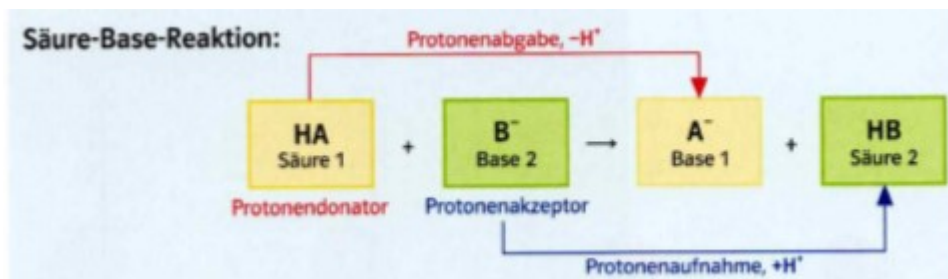 Säure-Base-Reaktion:
Protonenabgabe, –H⁺
HA + B⁻ → A⁻ + HB
Säure 1 Base 2 Base 1 Säure 2
Protonendonator Protonenakzeptor
Protonenaufnahme, +H⁺